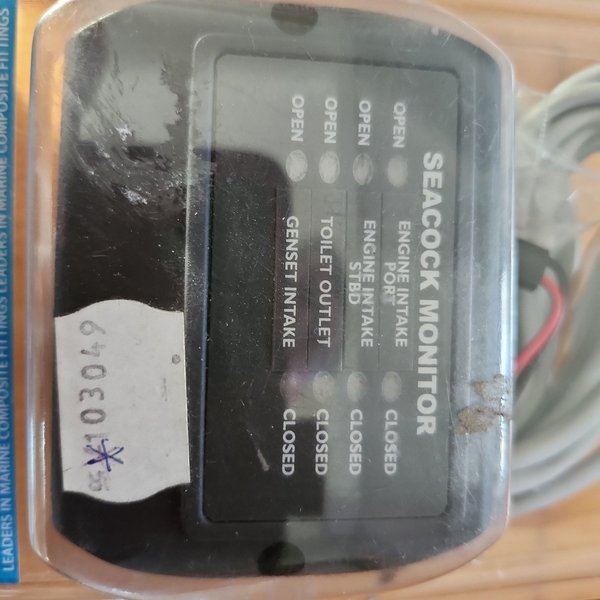 SEACOCK MONITOR
OPEN ENGINE INTAKE PORT CLOSED
OPEN ENGINE INTAKE STBD CLOSED
OPEN TOILET OUTLET CLOSED
OPEN GENSET INTAKE CLOSED
LEADERS IN MARINE COMPOSITE FITTINGS LEADERS IN MARINE COMPOSITE FITTINGS